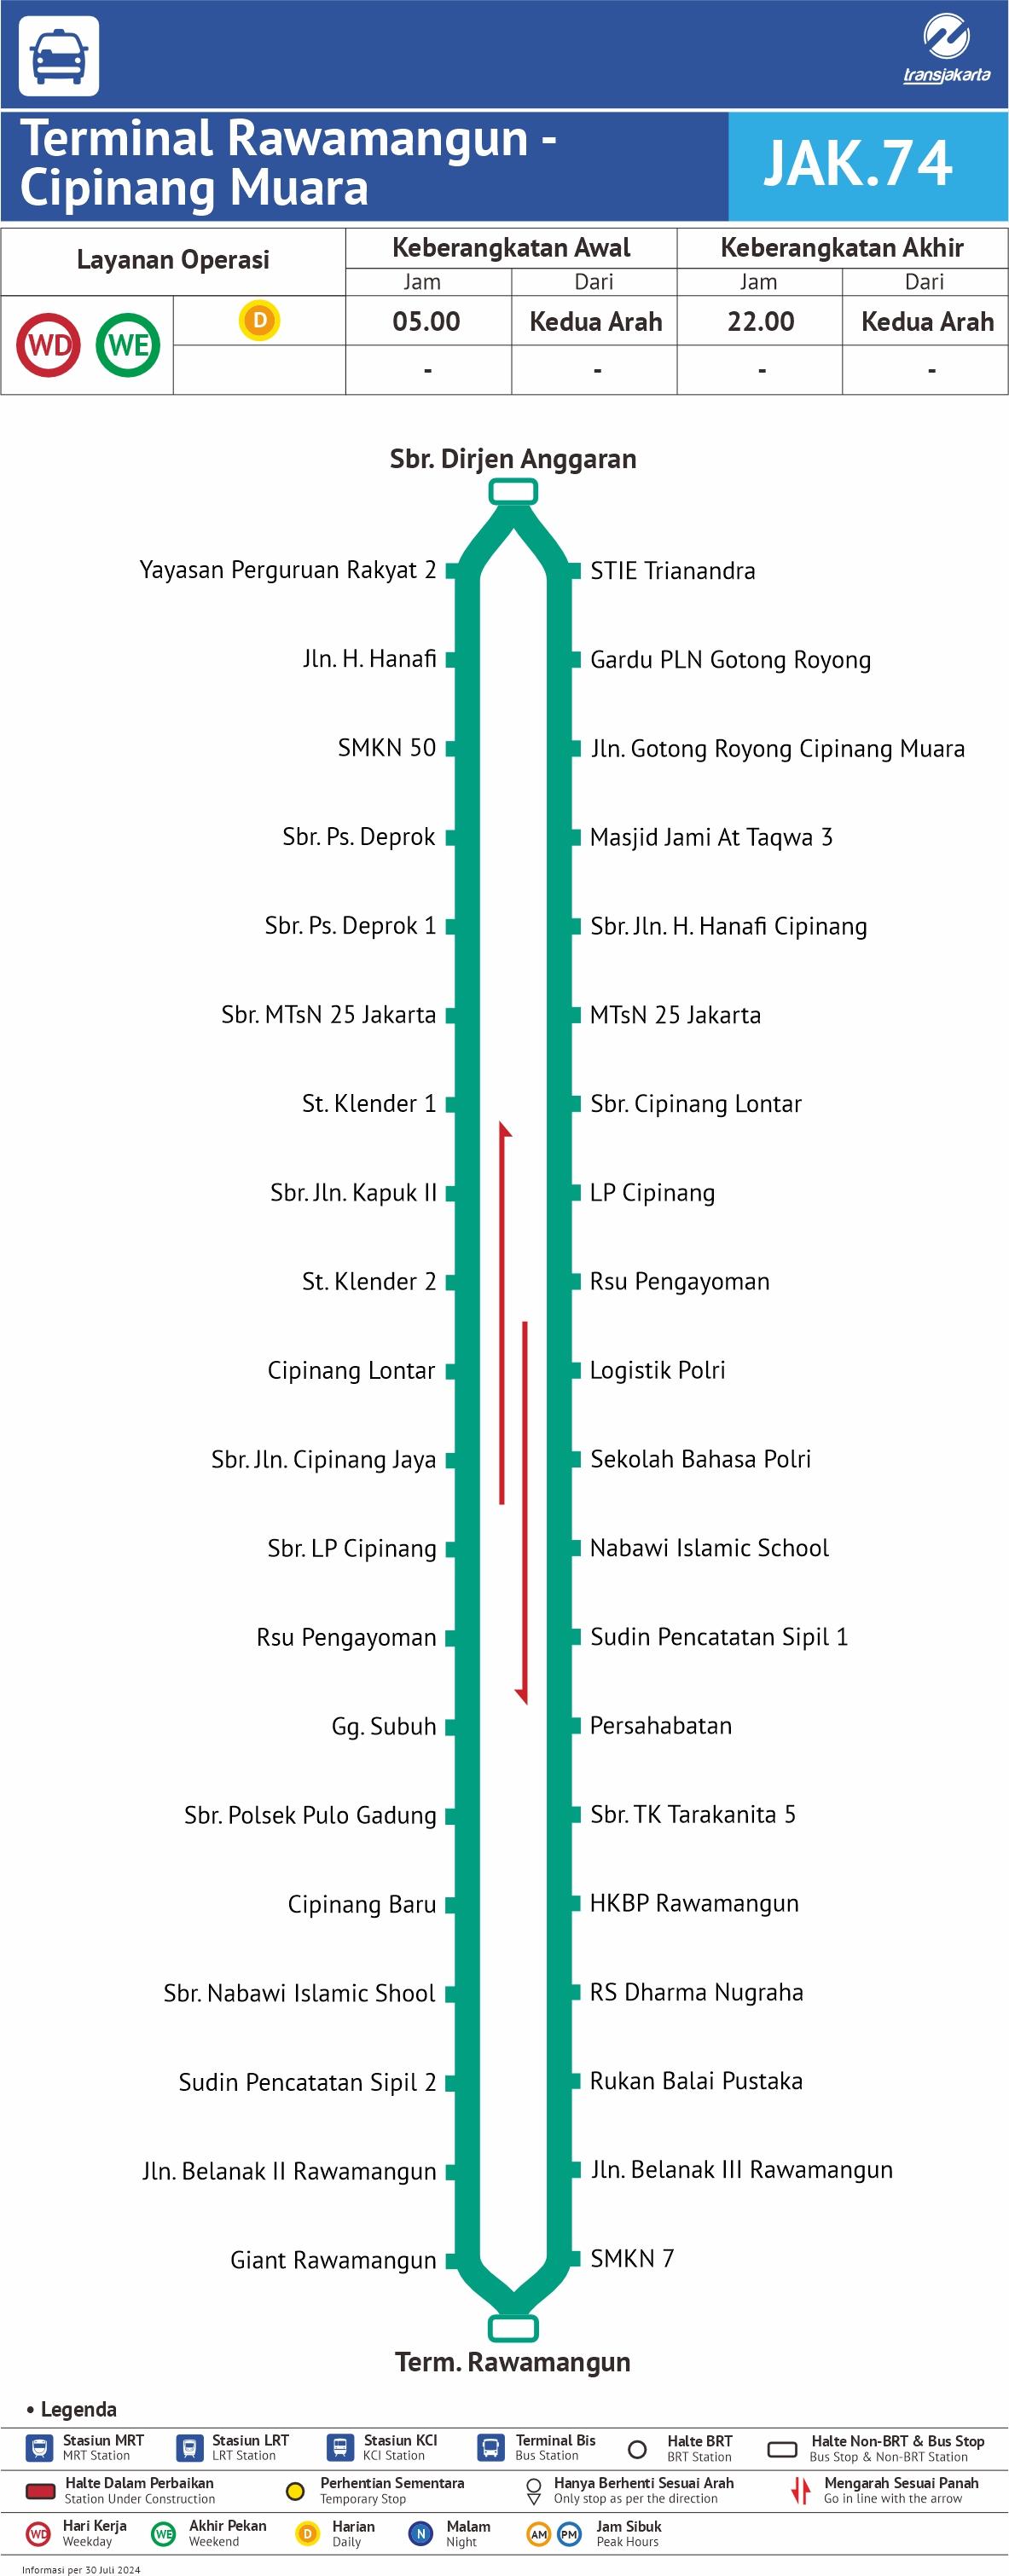 transjakarta
Terminal Rawamangun -
Cipinang Muara
JAK.74
Layanan Operasi
Keberangkatan Awal
Keberangkatan Akhir
Jam
Dari
Jam
Dari
WD
WE
D
05.00
Kedua Arah
22.00
Kedua Arah
-
-
-
-
Sbr. Dirjen Anggaran
Yayasan Perguruan Rakyat 2
STIE Trianandra
Jln. H. Hanafi
Gardu PLN Gotong Royong
SMKN 50
Jln. Gotong Royong Cipinang Muara
Sbr. Ps. Deprok
Masjid Jami At Taqwa 3
Sbr. Ps. Deprok 1
Sbr. Jln. H. Hanafi Cipinang
Sbr. MTsN 25 Jakarta
MTsN 25 Jakarta
St. Klender 1
Sbr. Cipinang Lontar
Sbr. Jln. Kapuk II
LP Cipinang
St. Klender 2
Rsu Pengayoman
Cipinang Lontar
Logistik Polri
Sbr. Jln. Cipinang Jaya
Sekolah Bahasa Polri
Sbr. LP Cipinang
Nabawi Islamic School
Rsu Pengayoman
Sudin Pencatatan Sipil 1
Gg. Subuh
Persahabatan
Sbr. Polsek Pulo Gadung
Sbr. TK Tarakanita 5
Cipinang Baru
HKBP Rawamangun
Sbr. Nabawi Islamic Shool
RS Dharma Nugraha
Sudin Pencatatan Sipil 2
Rukan Balai Pustaka
Jln. Belanak II Rawamangun
Jln. Belanak III Rawamangun
Giant Rawamangun
SMKN 7
Term. Rawamangun
• Legenda
Stasiun MRT
MRT Station
Stasiun LRT
LRT Station
Stasiun KCI
KCI Station
Terminal Bis
Bus Station
Halte BRT
BRT Station
Halte Non-BRT & Bus Stop
Bus Stop & Non-BRT Station
Halte Dalam Perbaikan
Station Under Construction
Perhentian Sementara
Temporary Stop
Hanya Berhenti Sesuai Arah
Only stop as per the direction
Mengarah Sesuai Panah
Go in line with the arrow
WD
Hari Kerja
Weekday
WE
Akhir Pekan
Weekend
D
Harian
Daily
N
Malam
Night
AM
PM
Jam Sibuk
Peak Hours
Informasi per 30 Juli 2024